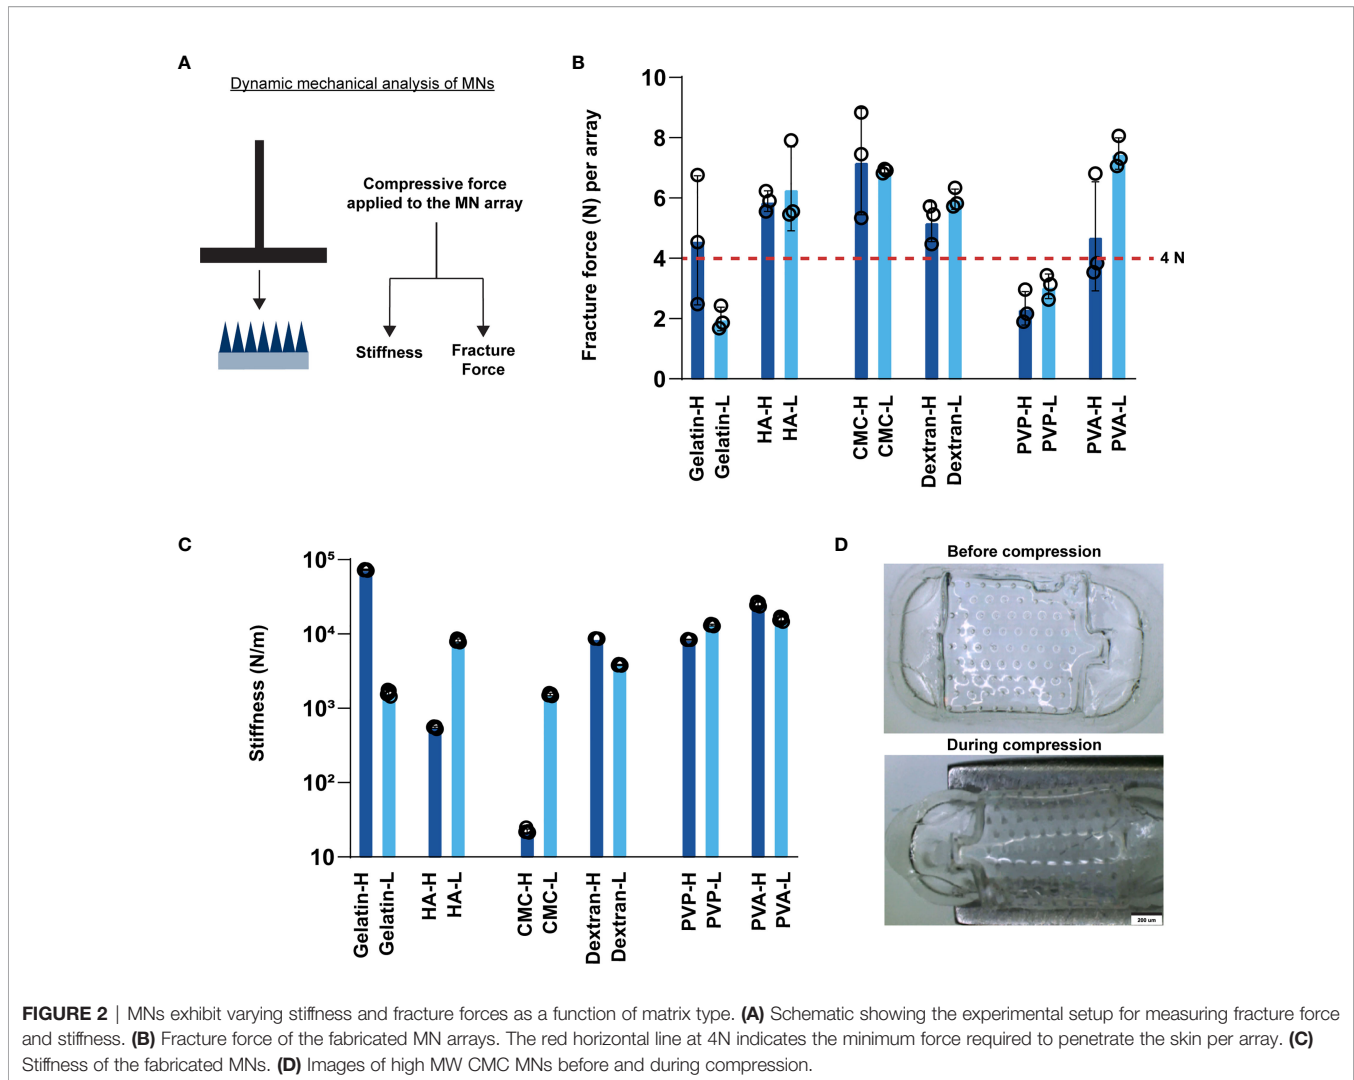 A
Dynamic mechanical analysis of MNs
Compressive force
applied to the MN array
Stiffness
Fracture
Force
B
Fracture force (N) per array
10
8
6
4
2
0
4 N
Gelatin-H
Gelatin-L
HA-H
HA-L
CMC-H
CMC-L
Dextran-H
Dextran-L
PVP-H
PVP-L
PVA-H
PVA-L
C
Stiffness (N/m)
10⁵
10⁴
10³
10²
10
Gelatin-H
Gelatin-L
HA-H
HA-L
CMC-H
CMC-L
Dextran-H
Dextran-L
PVP-H
PVP-L
PVA-H
PVA-L
D
Before compression
During compression
200 um
FIGURE 2 | MNs exhibit varying stiffness and fracture forces as a function of matrix type. (A) Schematic showing the experimental setup for measuring fracture force
and stiffness. (B) Fracture force of the fabricated MN arrays. The red horizontal line at 4N indicates the minimum force required to penetrate the skin per array. (C)
Stiffness of the fabricated MNs. (D) Images of high MW CMC MNs before and during compression.